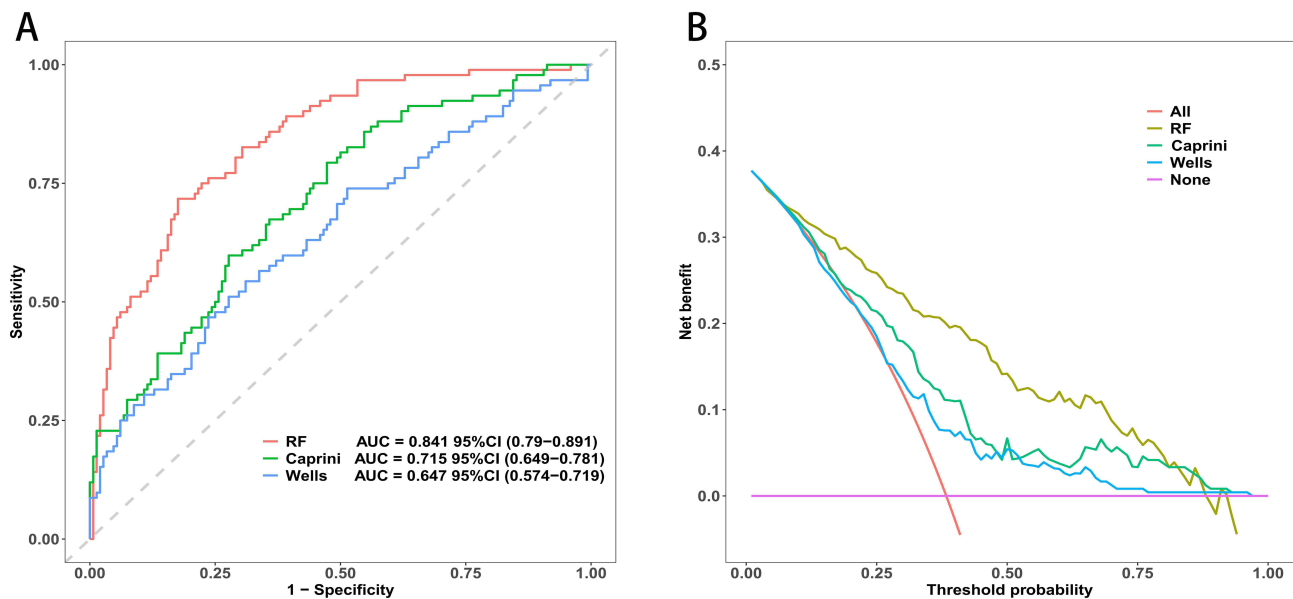 A
1.00
0.75
0.50
0.25
0.00
Sensitivity
RF AUC = 0.841 95%CI (0.79−0.891)
Caprini AUC = 0.715 95%CI (0.649−0.781)
Wells AUC = 0.647 95%CI (0.574−0.719)
0.00 0.25 0.50 0.75 1.00
1 − Specificity
B
0.5
0.4
0.3
0.2
0.1
0.0
Net benefit
All
RF
Caprini
Wells
None
0.00 0.25 0.50 0.75 1.00
Threshold probability